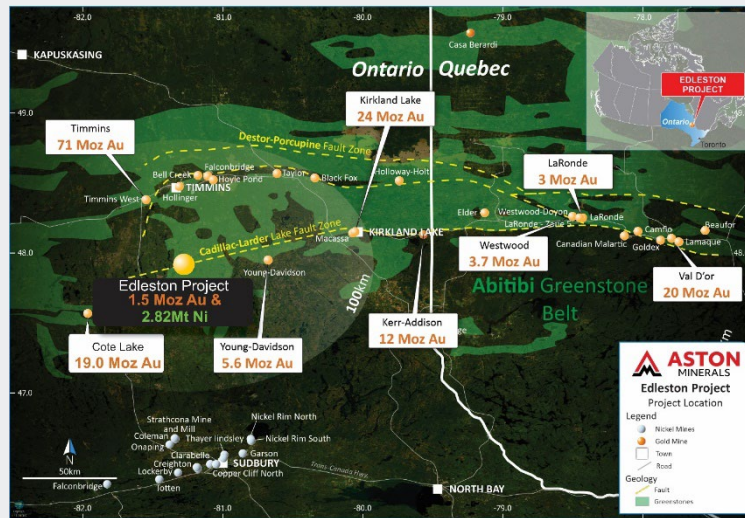 -82.0
-81.0
-80.0
-79.0
-78.0
KAPUSKASING
Casa Berardi
Ontario
Quebec
EDLESTON
PROJECT
Ontario
Toronto
49.0
Timmins
71 Moz Au
Kirkland Lake
24 Moz Au
Destor-Porcupine Fault Zone
Bell Creek
Falconbridge
Hoyle Pond
Taylor
Black Fox
Holloway-Holt
TIMMINS
Timmins West
Hollinger
LaRonde
3 Moz Au
Elder
Westwood-Doyon
LaRonde
LaRonde - Zone 5
Camflo
Beaufor
Canadian Malartic
Goldex
Lamaque
48.0
48.
Cadillac-Larder Lake Fault Zone
Macassa
KIRKLAND LAKE
Young-Davidson
Westwood
3.7 Moz Au
Val D'or
20 Moz Au
Edleston Project
1.5 Moz Au &
2.82Mt Ni
100km
Abitibi Greenstone
Belt
Cote Lake
19.0 Moz Au
Young-Davidson
5.6 Moz Au
Kerr-Addison
12 Moz Au
km
47.0
ASTON
MINERALS
Edleston Project
Project Location
Legend
Nickel Mines
Gold Mine
Town
Road
Geology
Fault
Greenstones
Strathcona Mine
and Mill
Nickel Rim North
Coleman
Thayer lindsley
Nickel Rim South
Onaping
Clarabelle
Garson
Creighton
SUDBURY
Lockerby
Copper Cliff North
Totten
Falconbridge
Trans-Canada Hwy
NORTH BAY
N
50km
-82.0
-81.0
-80.0
-79.0
-78.0